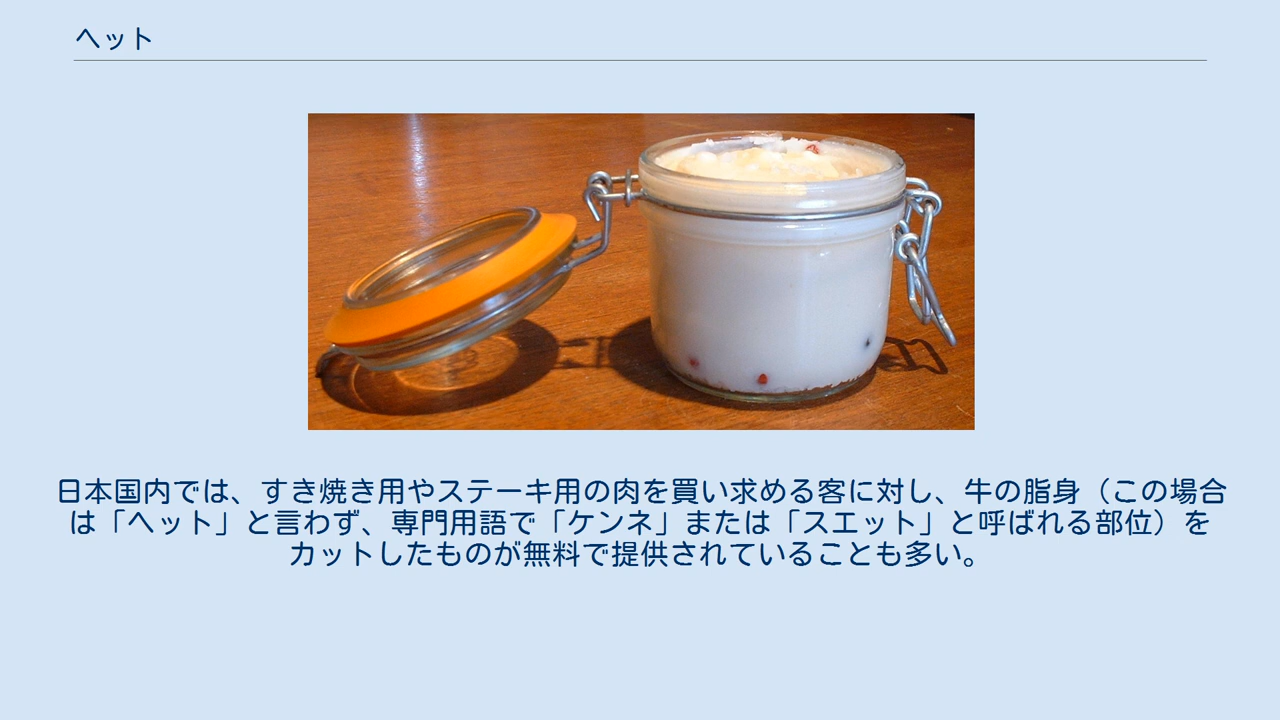 ヘット
日本国内では、すき焼き用やステーキ用の肉を買い求める客に対し、牛の脂身（この場合
は「ヘット」と言わず、専門用語で「ケンネ」または「スエット」と呼ばれる部位）を
カットしたものが無料で提供されていることも多い。